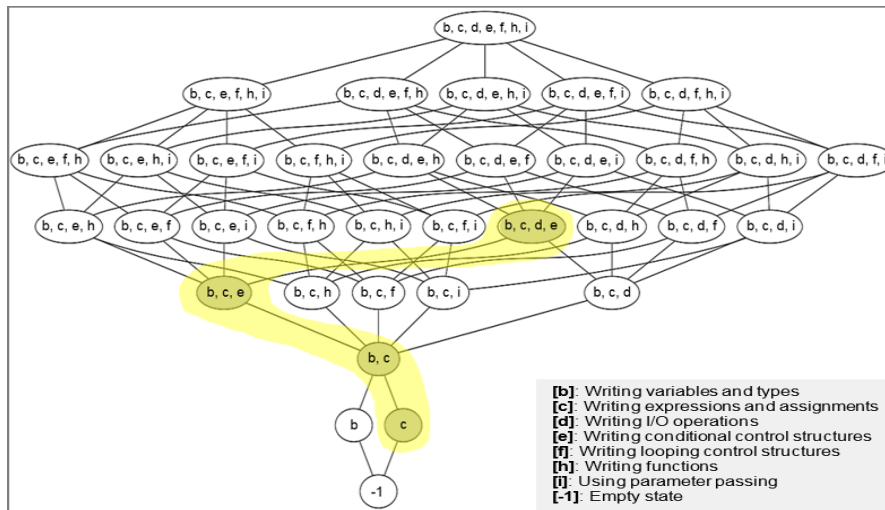 b, c, d, e, f, h, i
b, c, e, f, h, i
b, c, d, e, f, h
b, c, d, e, h, i
b, c, d, e, f, i
b, c, d, f, h, i
b, c, e, f, h
b, c, e, h, i
b, c, e, f, i
b, c, f, h, i
b, c, d, e, h
b, c, d, e, f
b, c, d, e, i
b, c, d, f, h
b, c, d, h, i
b, c, d, f, i
b, c, e, h
b, c, e, f
b, c, e, i
b, c, f, h
b, c, h, i
b, c, f, i
b, c, d, e
b, c, d, h
b, c, d, f
b, c, d, i
b, c, e
b, c, h
b, c, f
b, c, i
b, c, d
b, c
b
c
-1
[b]: Writing variables and types
[c]: Writing expressions and assignments
[d]: Writing I/O operations
[e]: Writing conditional control structures
[f]: Writing looping control structures
[h]: Writing functions
[i]: Using parameter passing
[-1]: Empty state